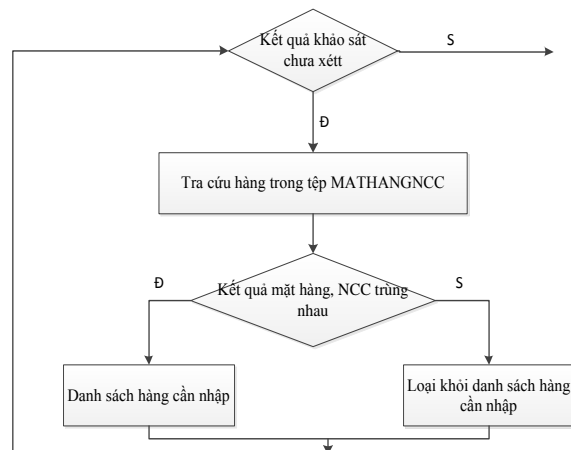 Kết quả khảo sát
chưa xétt
S
Đ
Tra cứu hàng trong tệp MATHANGNCC
Đ
Kết quả mặt hàng, NCC trùng
nhau
S
Danh sách hàng cần nhập
Loại khỏi danh sách hàng
cần nhập